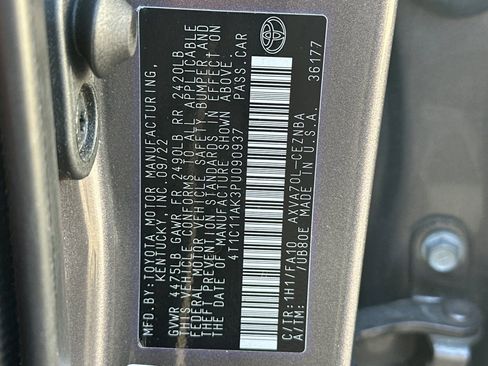 MFD.BY:TOYOTA MOTOR MANUFACTURING,
KENTUCKY, INC. 09/22
GVWR 4475LB GAWR FR 2490LB RR 2420LB
THIS VEHICLE CONFORMS TO ALL APPLICABLE
FEDERAL MOTOR VEHICLE SAFETY, BUMPER, AND
THEFT PREVENTION STANDARDS IN EFFECT ON
THE DATE OF MANUFACTURE SHOWN ABOVE.
4T1C11AK3PU090937 PASS.CAR
C/TR:1H1/FA10 AXVA70L-CEZNBA
A/TM: /UB80E MADE IN U.S.A. 36177